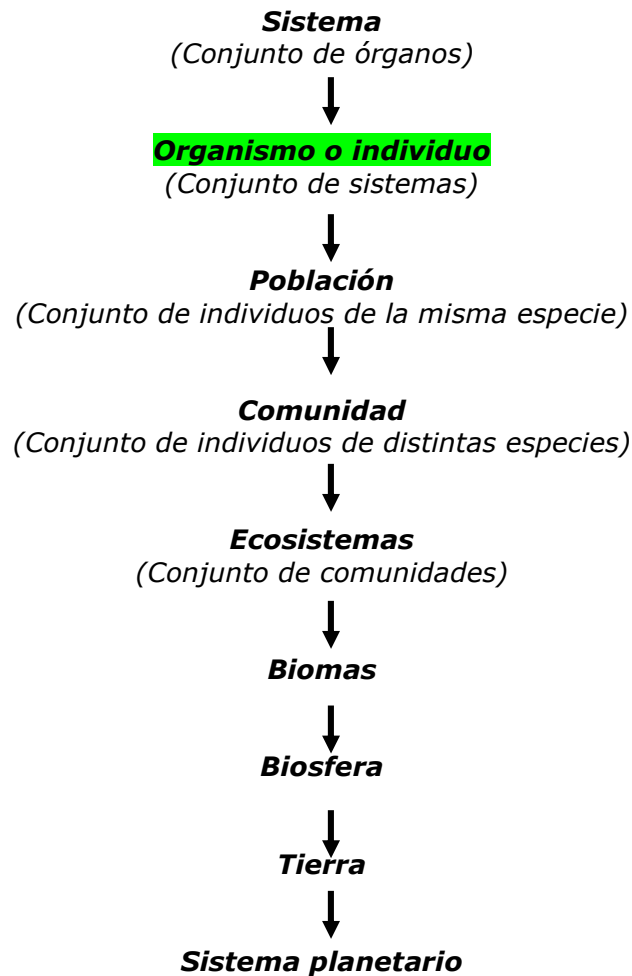 Sistema
(Conjunto de órganos)
Organismo o individuo
(Conjunto de sistemas)
Población
(Conjunto de individuos de la misma especie)
Comunidad
(Conjunto de individuos de distintas especies)
Ecosistemas
(Conjunto de comunidades)
Biomas
Biosfera
Tierra
Sistema planetario